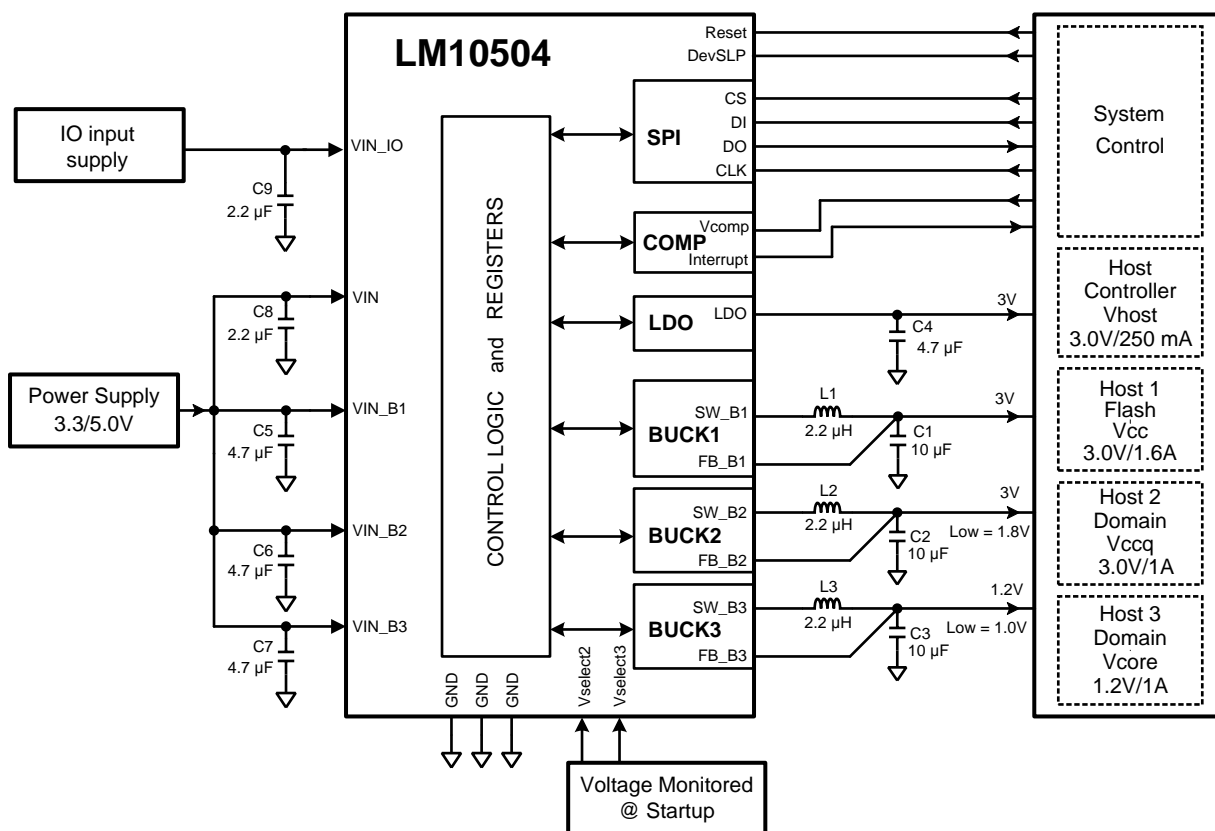 LM10504
Reset
DevSLP
CS
DI
DO
CLK
SPI
System
Control
IO input
supply
VIN_IO
C9
2.2 µF
Vcomp
COMP
Interrupt
CONTROL LOGIC and REGISTERS
VIN
C8
2.2 µF
LDO
LDO
C4
4.7 µF
3V
Host
Controller
Vhost
3.0V/250 mA
Power Supply
3.3/5.0V
VIN_B1
C5
4.7 µF
SW_B1
BUCK1
FB_B1
L1
2.2 µH
C1
10 µF
3V
Host 1
Flash
Vcc
3.0V/1.6A
VIN_B2
C6
4.7 µF
SW_B2
BUCK2
FB_B2
L2
2.2 µH
C2
10 µF
3V
Low = 1.8V
Host 2
Domain
Vccq
3.0V/1A
VIN_B3
C7
4.7 µF
SW_B3
BUCK3
FB_B3
L3
2.2 µH
C3
10 µF
1.2V
Low = 1.0V
Host 3
Domain
Vcore
1.2V/1A
GND
GND
GND
Vselect2
Vselect3
Voltage Monitored
@ Startup